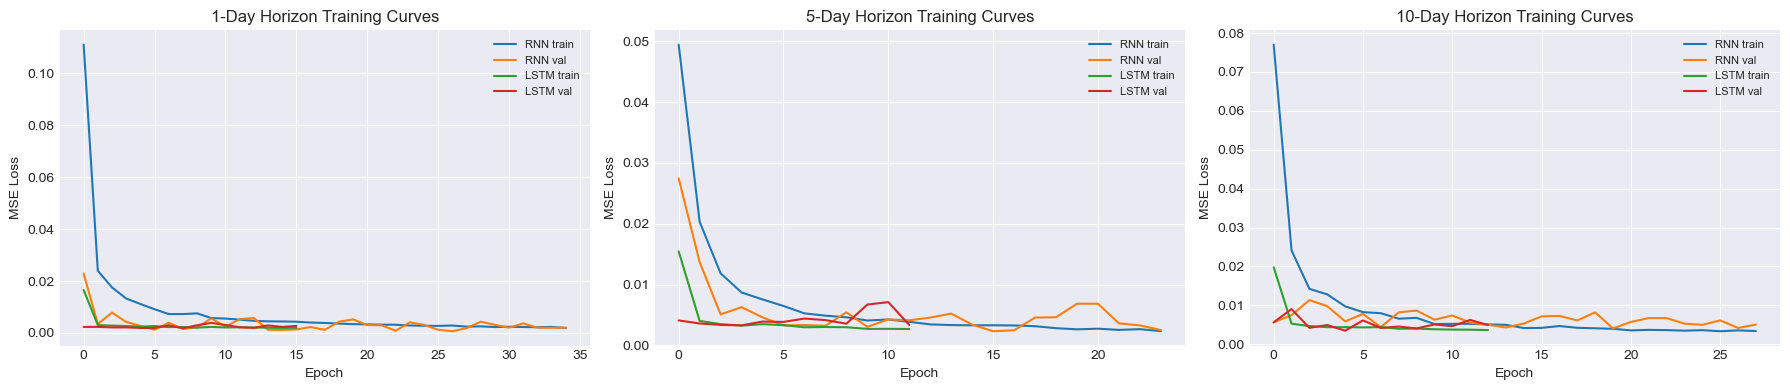 1-Day Horizon Training Curves
MSE Loss
0.10
0.08
0.06
0.04
0.02
0.00
0 5 10 15 20 25 30 35
Epoch
RNN train
RNN val
LSTM train
LSTM val
5-Day Horizon Training Curves
MSE Loss
0.05
0.04
0.03
0.02
0.01
0.00
0 5 10 15 20
Epoch
RNN train
RNN val
LSTM train
LSTM val
10-Day Horizon Training Curves
MSE Loss
0.08
0.07
0.06
0.05
0.04
0.03
0.02
0.01
0.00
0 5 10 15 20 25
Epoch
RNN train
RNN val
LSTM train
LSTM val